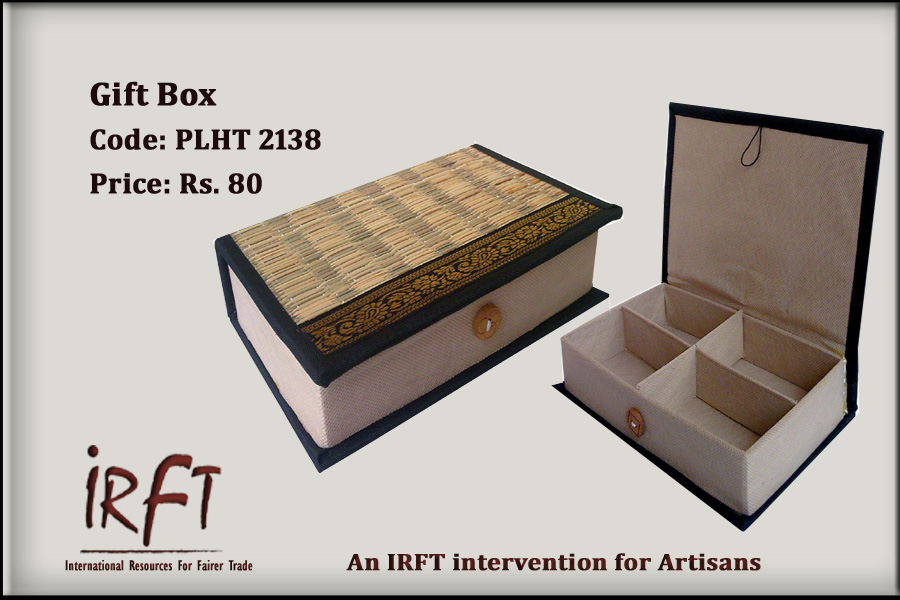 Gift Box
Code: PLHT 2138
Price: Rs. 80
iRFT
International Resources For Fairer Trade
An IRFT intervention for Artisans